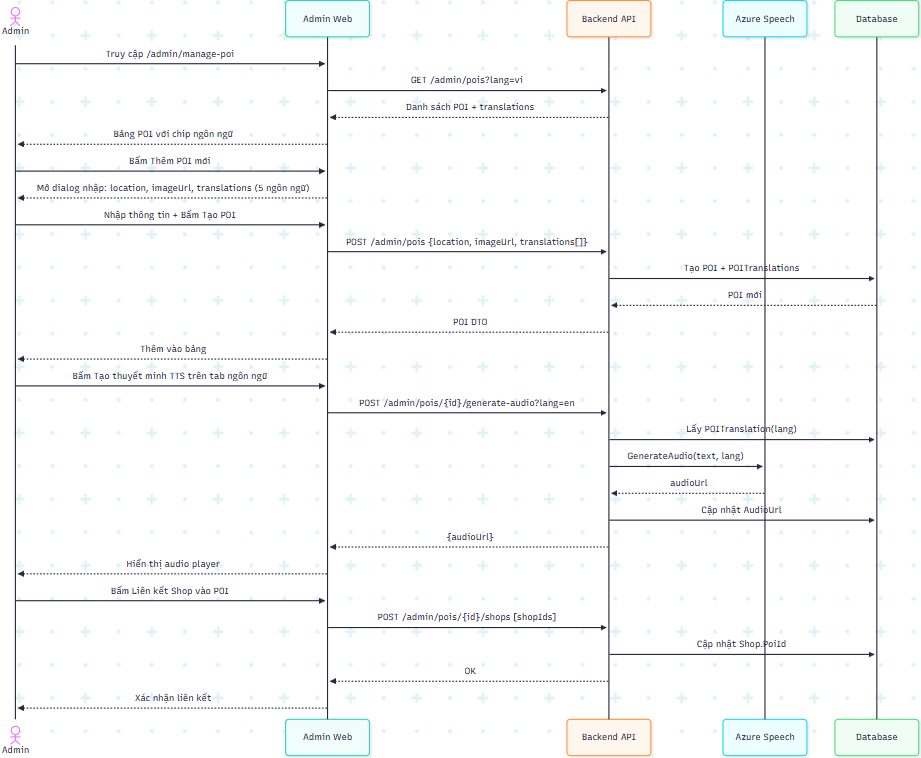 Admin
Admin Web
Backend API
Azure Speech
Database
Truy cập /admin/manage-poi
GET /admin/pois?lang=vi
Danh sách POI + translations
Bảng POI với chip ngôn ngữ
Bấm Thêm POI mới
Mở dialog nhập: location, imageUrl, translations (5 ngôn ngữ)
Nhập thông tin + Bấm Tạo POI
POST /admin/pois {location, imageUrl, translations[]}
Tạo POI + POITranslations
POI mới
POI DTO
Thêm vào bảng
Bấm Tạo thuyết minh TTS trên tab ngôn ngữ
POST /admin/pois/{id}/generate-audio?lang=en
Lấy POITranslation(lang)
GenerateAudio(text, lang)
audioUrl
Cập nhật AudioUrl
{audioUrl}
Hiển thị audio player
Bấm Liên kết Shop vào POI
POST /admin/pois/{id}/shops [shopIds]
Cập nhật Shop.PoiId
OK
Xác nhận liên kết
Admin
Admin Web
Backend API
Azure Speech
Database